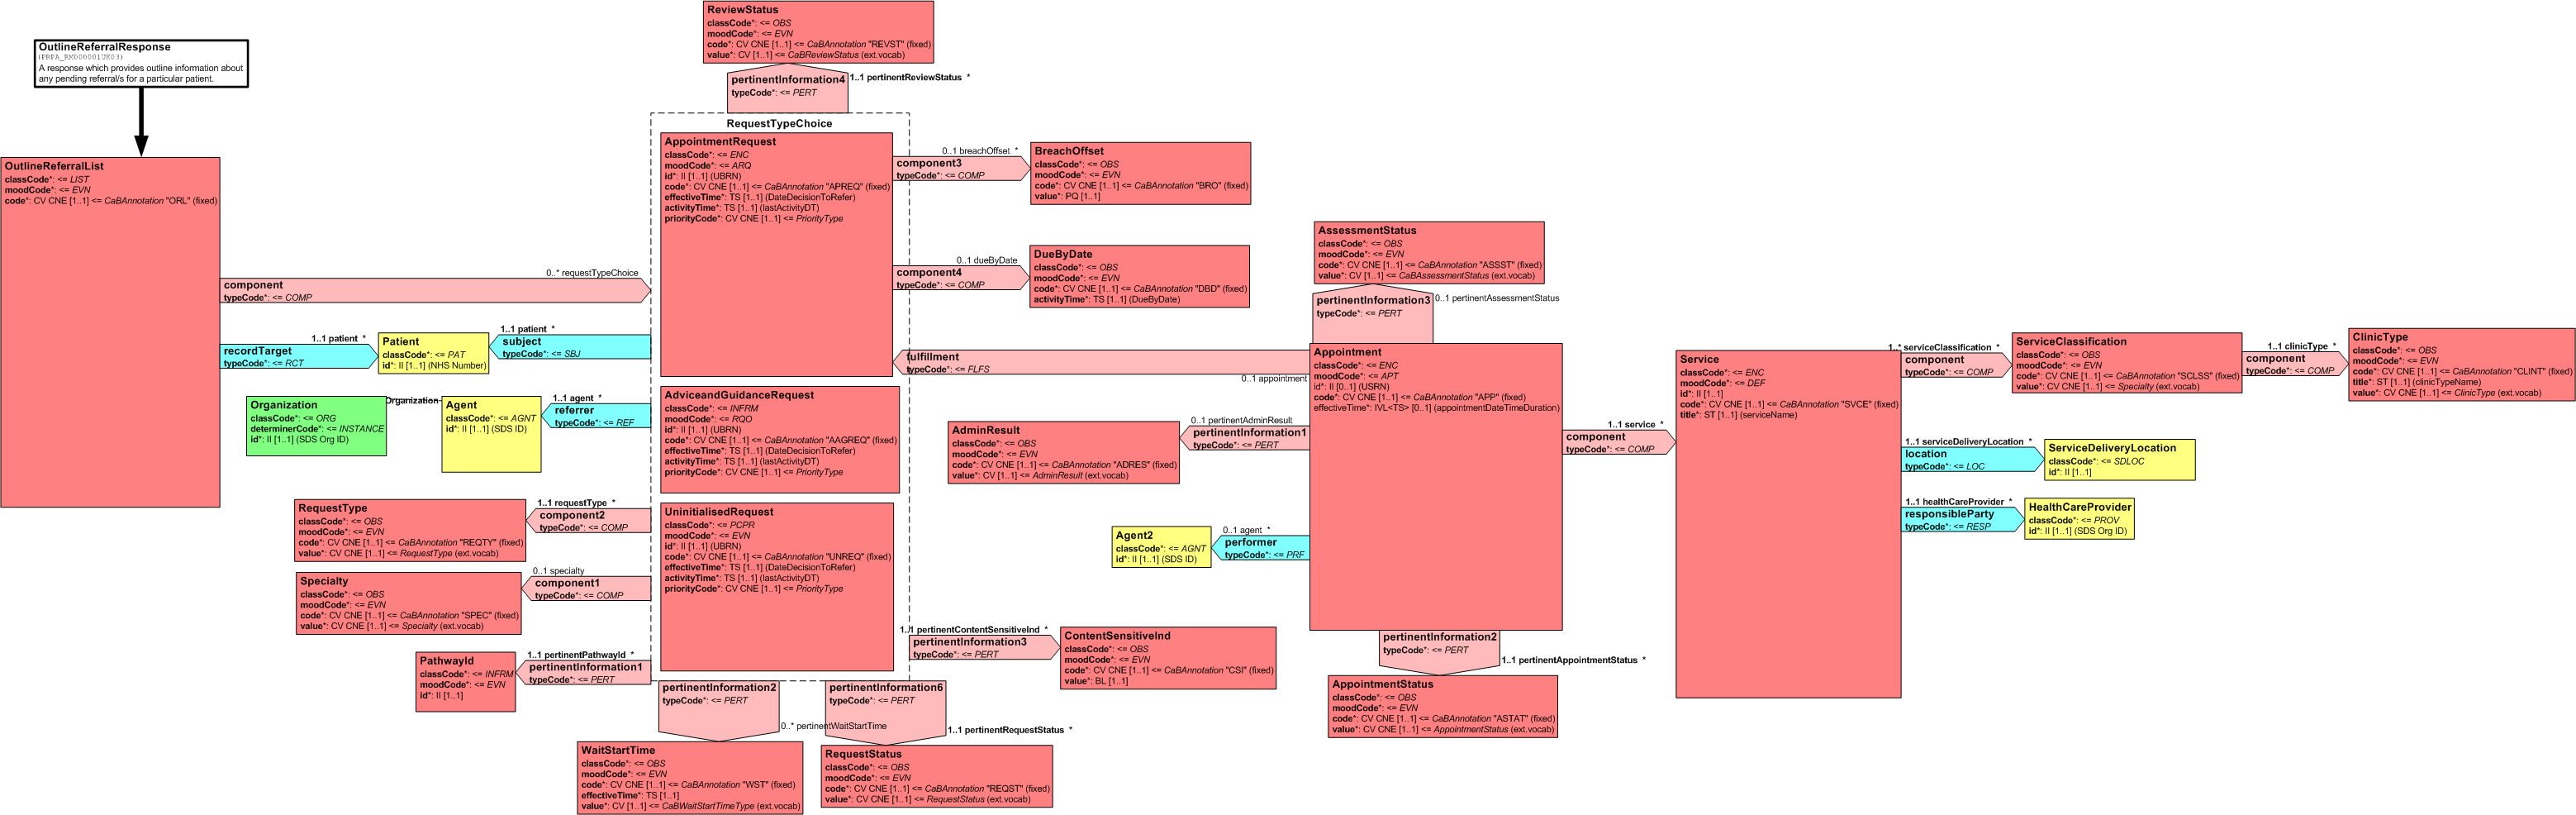 OutlineReferralResponse
(PRPA_RM000001UK03)
A response which provides outline information about
any pending referral/s for a particular patient.
OutlineReferralList
classCode*: <= LIST
moodCode*: <= EVN
code*: CV CNE [1..1] <= CaBAnnotation "ORL" (fixed)
0..* requestTypeChoice
component
typeCode*: <= COMP
1..1 patient *
recordTarget
typeCode*: <= RCT
Patient
classCode*: <= PAT
id*: II [1..1] (NHS Number)
1..1 patient *
subject
typeCode*: <= SBJ
Organization
classCode*: <= ORG
determinerCode*: <= INSTANCE
id*: II [1..1] (SDS Org ID)
Organization
Agent
classCode*: <= AGNT
id*: II [1..1] (SDS ID)
1..1 agent *
referrer
typeCode*: <= REF
RequestType
classCode*: <= OBS
moodCode*: <= EVN
code*: CV CNE [1..1] <= CaBAnnotation "REQTY" (fixed)
value*: CV CNE [1..1] <= RequestType (ext.vocab)
1..1 requestType *
component2
typeCode*: <= COMP
Specialty
classCode*: <= OBS
moodCode*: <= EVN
code*: CV CNE [1..1] <= CaBAnnotation "SPEC" (fixed)
value*: CV CNE [1..1] <= Specialty (ext.vocab)
0..1 specialty
component1
typeCode*: <= COMP
PathwayId
classCode*: <= INFRM
moodCode*: <= EVN
id*: II [1..1]
1..1 pertinentPathwayId *
pertinentInformation1
typeCode*: <= PERT
ReviewStatus
classCode*: <= OBS
moodCode*: <= EVN
code*: CV CNE [1..1] <= CaBAnnotation "REVST" (fixed)
value*: CV [1..1] <= CaBReviewStatus (ext.vocab)
pertinentInformation4
typeCode*: <= PERT
1..1 pertinentReviewStatus *
RequestTypeChoice
AppointmentRequest
classCode*: <= ENC
moodCode*: <= ARQ
id*: II [1..1] (UBRN)
code*: CV CNE [1..1] <= CaBAnnotation "APREQ" (fixed)
effectiveTime*: TS [1..1] (DateDecisionToRefer)
activityTime*: TS [1..1] (lastActivityDT)
priorityCode*: CV CNE [1..1] <= PriorityType
AdviceandGuidanceRequest
classCode*: <= INFRM
moodCode*: <= RQO
id*: II [1..1] (UBRN)
code*: CV CNE [1..1] <= CaBAnnotation "AAGREQ" (fixed)
effectiveTime*: TS [1..1] (DateDecisionToRefer)
activityTime*: TS [1..1] (lastActivityDT)
priorityCode*: CV CNE [1..1] <= PriorityType
UninitialisedRequest
classCode*: <= PCPR
moodCode*: <= EVN
id*: II [1..1] (UBRN)
code*: CV CNE [1..1] <= CaBAnnotation "UNREQ" (fixed)
effectiveTime*: TS [1..1] (DateDecisionToRefer)
activityTime*: TS [1..1] (lastActivityDT)
priorityCode*: CV CNE [1..1] <= PriorityType
pertinentInformation2
typeCode*: <= PERT
0..* pertinentWaitStartTime
WaitStartTime
classCode*: <= OBS
moodCode*: <= EVN
code*: CV CNE [1..1] <= CaBAnnotation "WST" (fixed)
effectiveTime*: TS [1..1]
value*: CV [1..1] <= CaBWaitStartTimeType (ext.vocab)
pertinentInformation6
typeCode*: <= PERT
1..1 pertinentRequestStatus *
RequestStatus
classCode*: <= OBS
moodCode*: <= EVN
code*: CV CNE [1..1] <= CaBAnnotation "REQST" (fixed)
value*: CV CNE [1..1] <= RequestStatus (ext.vocab)
0..1 breachOffset *
component3
typeCode*: <= COMP
BreachOffset
classCode*: <= OBS
moodCode*: <= EVN
code*: CV CNE [1..1] <= CaBAnnotation "BRO" (fixed)
value*: PQ [1..1]
0..1 dueByDate
component4
typeCode*: <= COMP
DueByDate
classCode*: <= OBS
moodCode*: <= EVN
code*: CV CNE [1..1] <= CaBAnnotation "DBD" (fixed)
activityTime*: TS [1..1] (DueByDate)
fulfillment
typeCode*: <= FLFS
0..1 appointment
AdminResult
classCode*: <= OBS
moodCode*: <= EVN
code*: CV CNE [1..1] <= CaBAnnotation "ADRES" (fixed)
value*: CV [1..1] <= AdminResult (ext.vocab)
0..1 pertinentAdminResult
pertinentInformation1
typeCode*: <= PERT
Agent2
classCode*: <= AGNT
id*: II [1..1] (SDS ID)
0..1 agent *
performer
typeCode*: <= PRF
1..1 pertinentContentSensitiveInd *
pertinentInformation3
typeCode*: <= PERT
ContentSensitiveInd
classCode*: <= OBS
moodCode*: <= EVN
code*: CV CNE [1..1] <= CaBAnnotation "CSI" (fixed)
value*: BL [1..1]
AssessmentStatus
classCode*: <= OBS
moodCode*: <= EVN
code*: CV CNE [1..1] <= CaBAnnotation "ASSST" (fixed)
value*: CV [1..1] <= CaBAssessmentStatus (ext.vocab)
pertinentInformation3
typeCode*: <= PERT
0..1 pertinentAssessmentStatus
Appointment
classCode*: <= ENC
moodCode*: <= APT
id*: II [0..1] (USRN)
code*: CV CNE [1..1] <= CaBAnnotation "APP" (fixed)
effectiveTime*: IVL<TS> [0..1] (appointmentDateTimeDuration)
pertinentInformation2
typeCode*: <= PERT
1..1 pertinentAppointmentStatus *
AppointmentStatus
classCode*: <= OBS
moodCode*: <= EVN
code*: CV CNE [1..1] <= CaBAnnotation "ASTAT" (fixed)
value*: CV CNE [1..1] <= AppointmentStatus (ext.vocab)
1..1 service *
component
typeCode*: <= COMP
Service
classCode*: <= ENC
moodCode*: <= DEF
id*: II [1..1]
code*: CV CNE [1..1] <= CaBAnnotation "SVCE" (fixed)
title*: ST [1..1] (serviceName)
1..* serviceClassification *
component
typeCode*: <= COMP
ServiceClassification
classCode*: <= OBS
moodCode*: <= EVN
code*: CV CNE [1..1] <= CaBAnnotation "SCLSS" (fixed)
value*: CV CNE [1..1] <= Specialty (ext.vocab)
1..1 clinicType *
component
typeCode*: <= COMP
ClinicType
classCode*: <= OBS
moodCode*: <= EVN
code*: CV CNE [1..1] <= CaBAnnotation "CLINT" (fixed)
title*: ST [1..1] (clinicTypeName)
value*: CV CNE [1..1] <= ClinicType (ext.vocab)
1..1 serviceDeliveryLocation *
location
typeCode*: <= LOC
ServiceDeliveryLocation
classCode*: <= SDLOC
id*: II [1..1]
1..1 healthCareProvider *
responsibleParty
typeCode*: <= RESP
HealthCareProvider
classCode*: <= PROV
id*: II [1..1] (SDS Org ID)